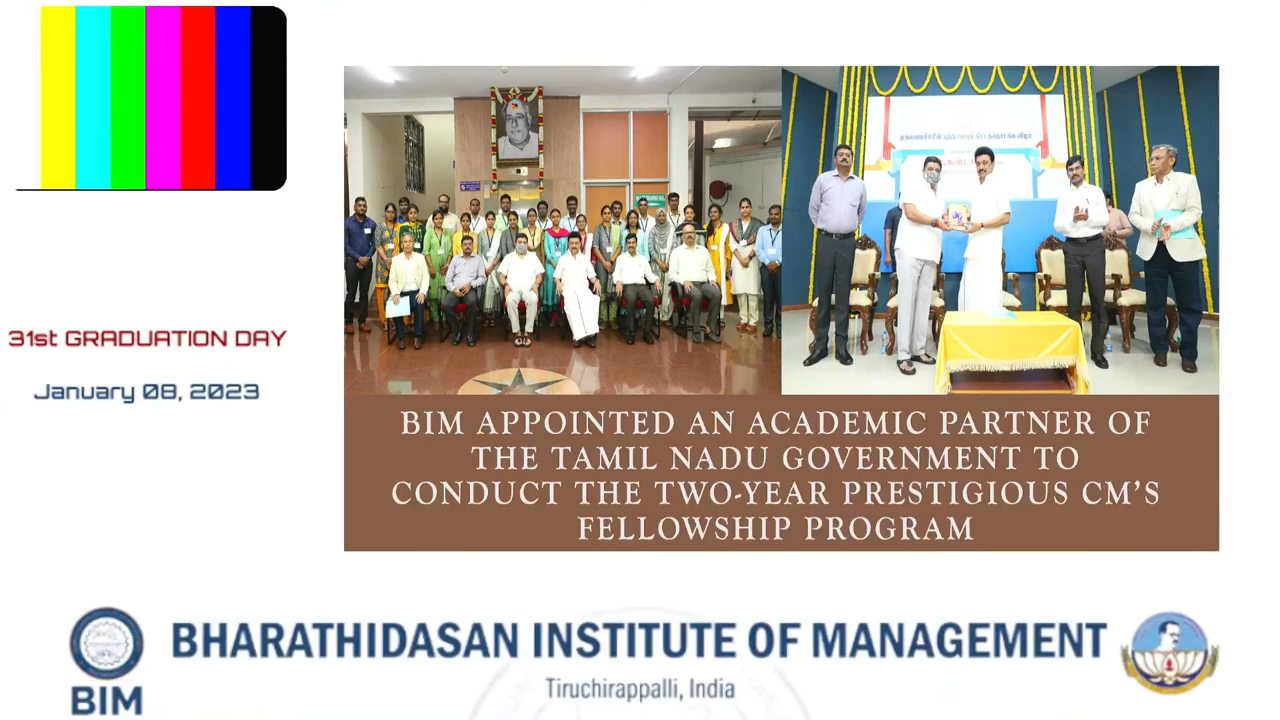 31st GRADUATION DAY
January 08, 2023
BIM APPOINTED AN ACADEMIC PARTNER OF
THE TAMIL NADU GOVERNMENT TO
CONDUCT THE TWO-YEAR PRESTIGIOUS CM'S
FELLOWSHIP PROGRAM
BHARATHIDASAN INSTITUTE OF MANAGEMENT
BIM
Tiruchirappalli, India